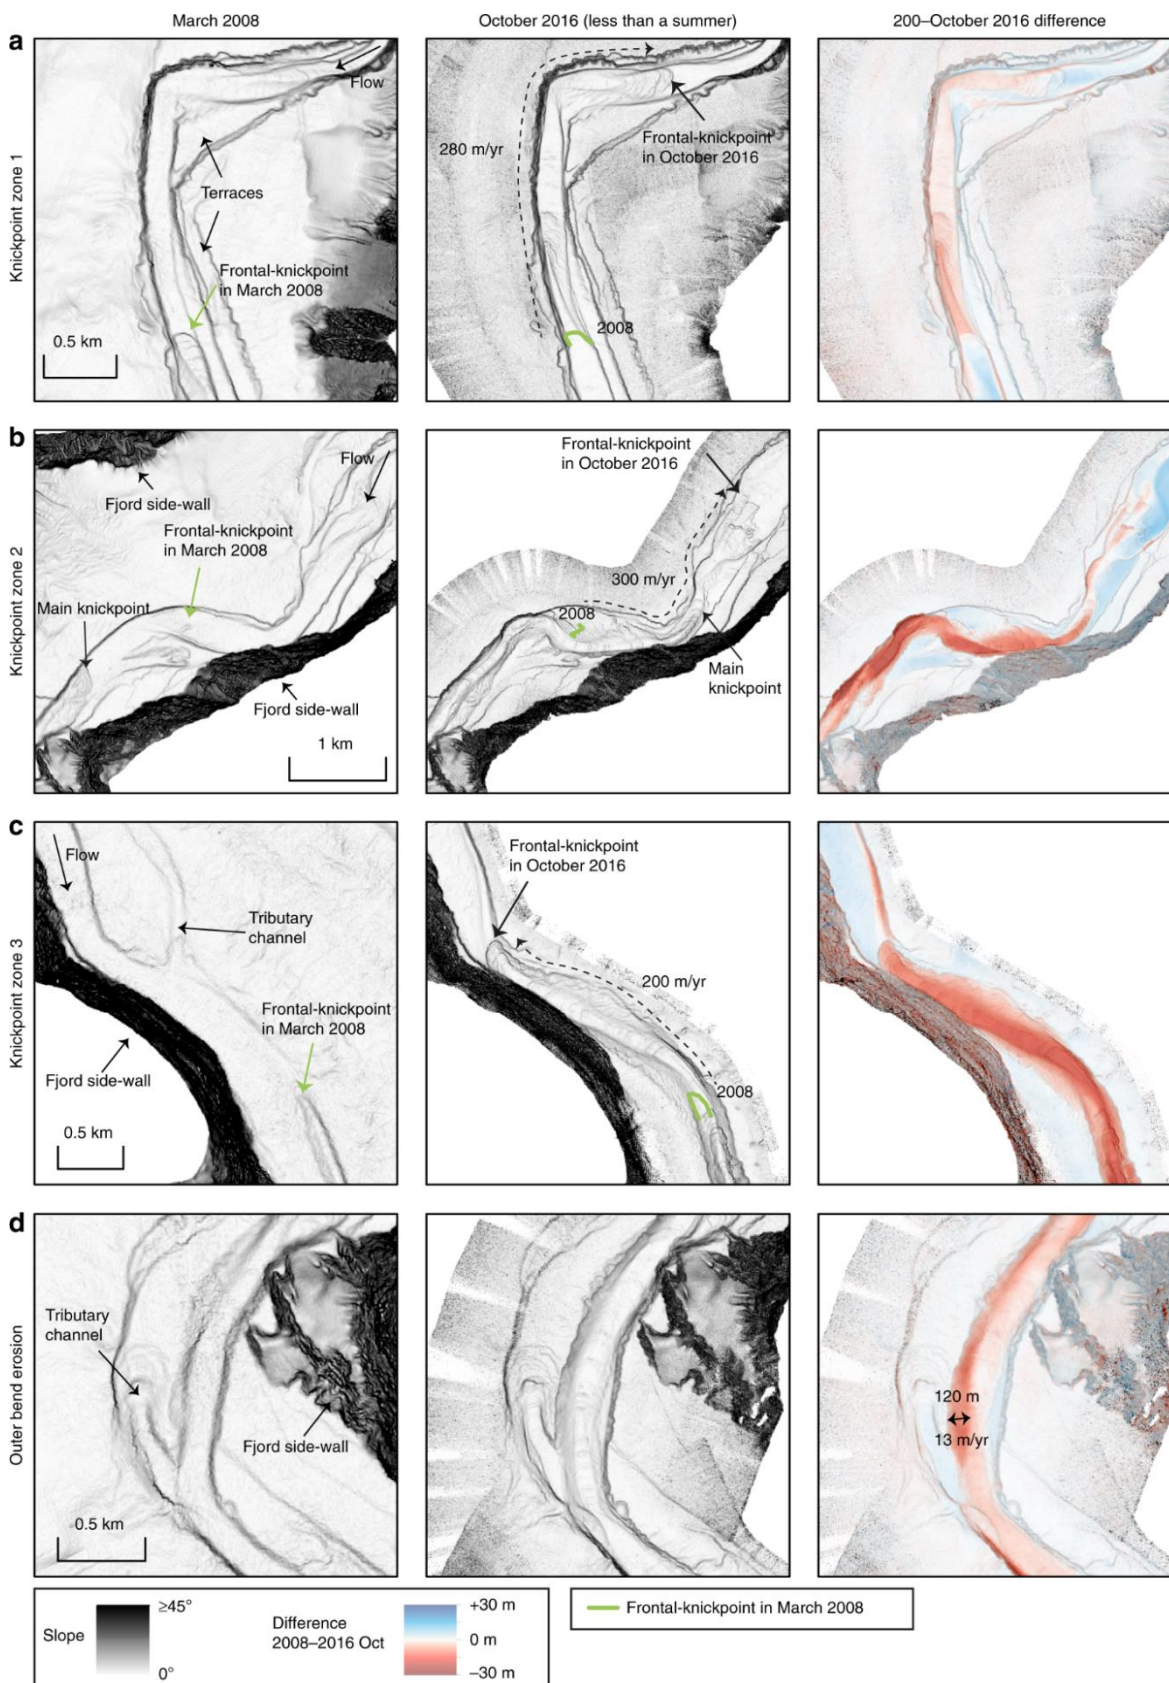 March 2008
October 2016 (less than a summer)
200–October 2016 difference
a
Knickpoint zone 1
Flow
Terraces
Frontal-knickpoint
in March 2008
0.5 km
280 m/yr
Frontal-knickpoint
in October 2016
2008
b
Knickpoint zone 2
Flow
Fjord side-wall
Frontal-knickpoint
in March 2008
Main knickpoint
Fjord side-wall
1 km
Frontal-knickpoint
in October 2016
300 m/yr
2008
Main
knickpoint
c
Knickpoint zone 3
Flow
Tributary
channel
Frontal-knickpoint
in March 2008
Fjord side-wall
0.5 km
Frontal-knickpoint
in October 2016
200 m/yr
2008
d
Outer bend erosion
Tributary
channel
Fjord side-wall
0.5 km
120 m
13 m/yr
Slope
≥45°
0°
Difference
2008–2016 Oct
+30 m
0 m
–30 m
Frontal-knickpoint in March 2008